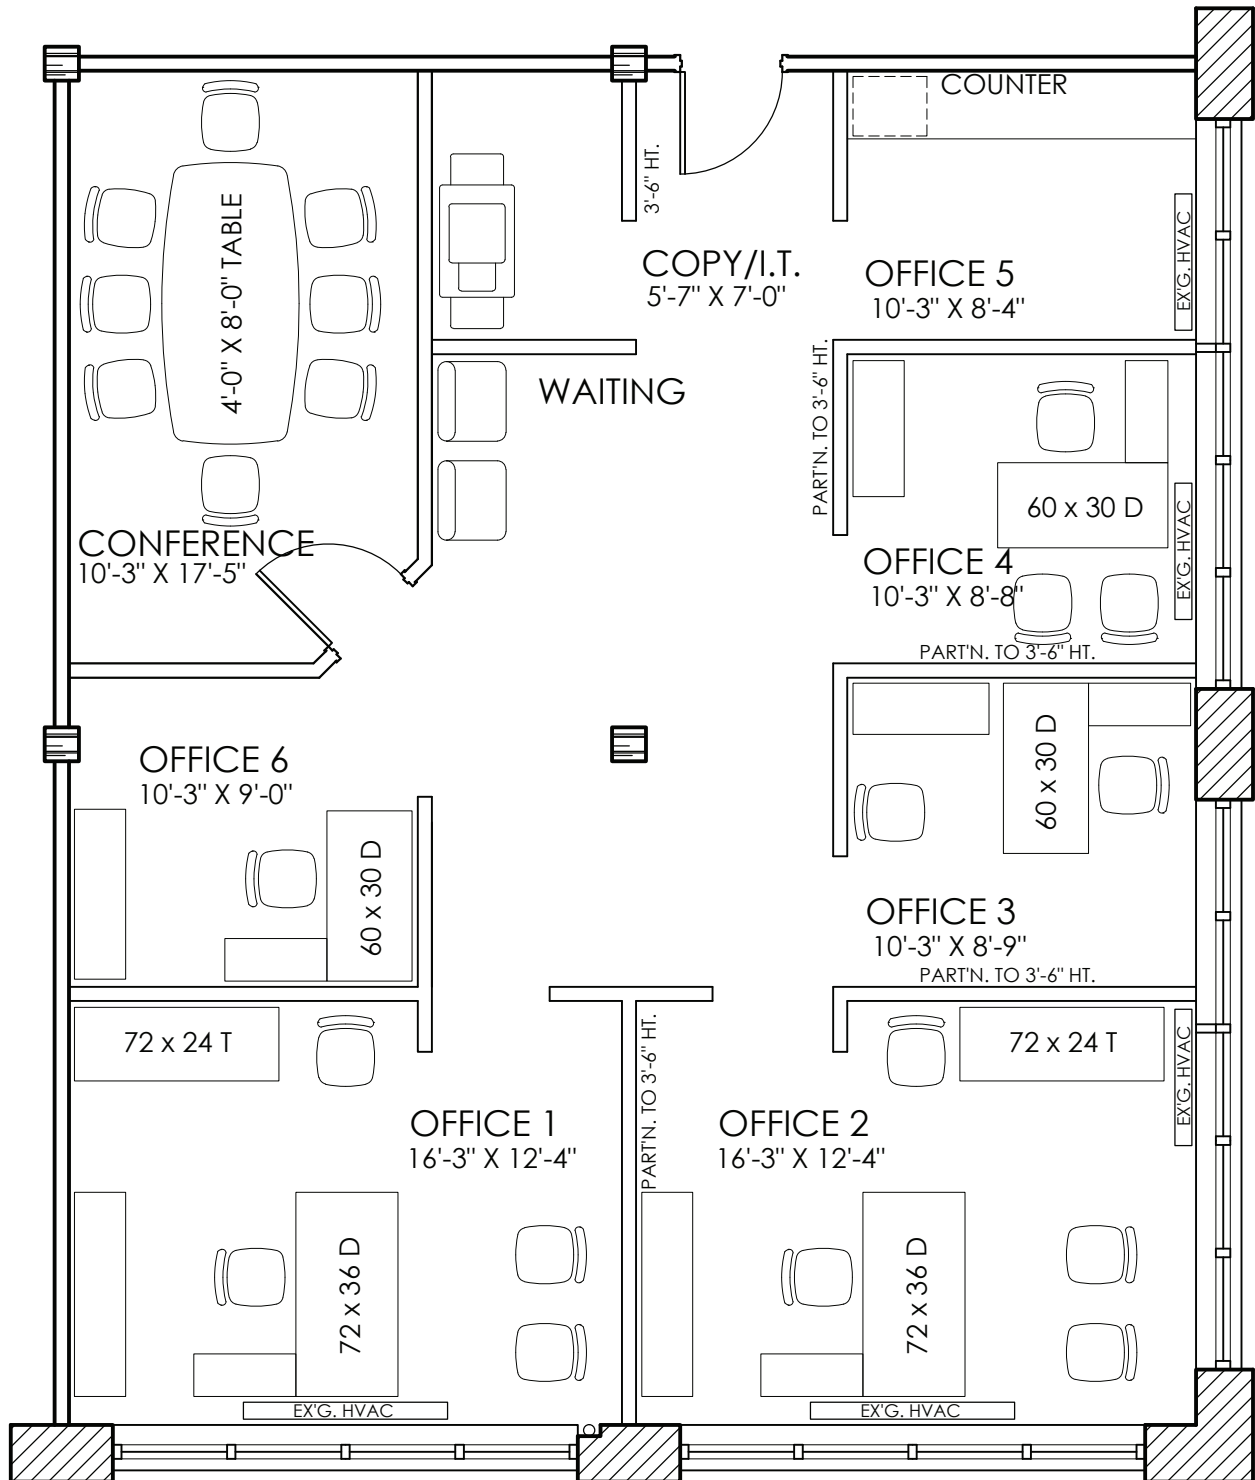 COUNTER
3'-6" HT.
4'-0" X 8'-0" TABLE
EX'G. HVAC
COPY/I.T.
5'-7" X 7'-0"
OFFICE 5
10'-3" X 8'-4"
WAITING
PART'N. TO 3'-6" HT.
60 x 30 D
EX'G. HVAC
CONFERENCE
10'-3" X 17'-5"
OFFICE 4
10'-3" X 8'-8"
PART'N. TO 3'-6" HT.
OFFICE 6
10'-3" X 9'-0"
60 x 30 D
60 x 30 D
OFFICE 3
10'-3" X 8'-9"
PART'N. TO 3'-6" HT.
72 x 24 T
PART'N. TO 3'-6" HT.
72 x 24 T
EX'G. HVAC
OFFICE 1
16'-3" X 12'-4"
OFFICE 2
16'-3" X 12'-4"
72 x 36 D
72 x 36 D
EX'G. HVAC
EX'G. HVAC